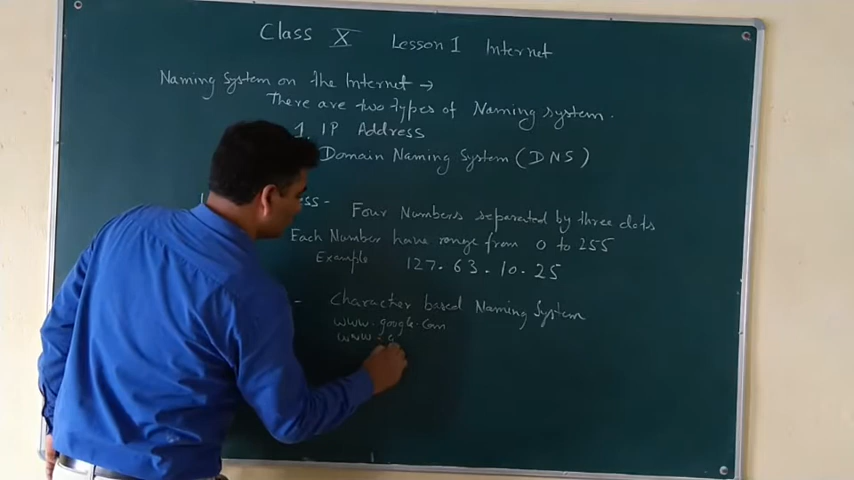 Class X Lesson 1 Internet
Naming System on the Internet →
There are two Types of Naming system.
1. IP Address
Domain Naming System (DNS)
Four Numbers separated by three dots
Each Number have range from 0 to 255
Example 127. 63. 10. 25
Character based Naming System
www.google.com
www.